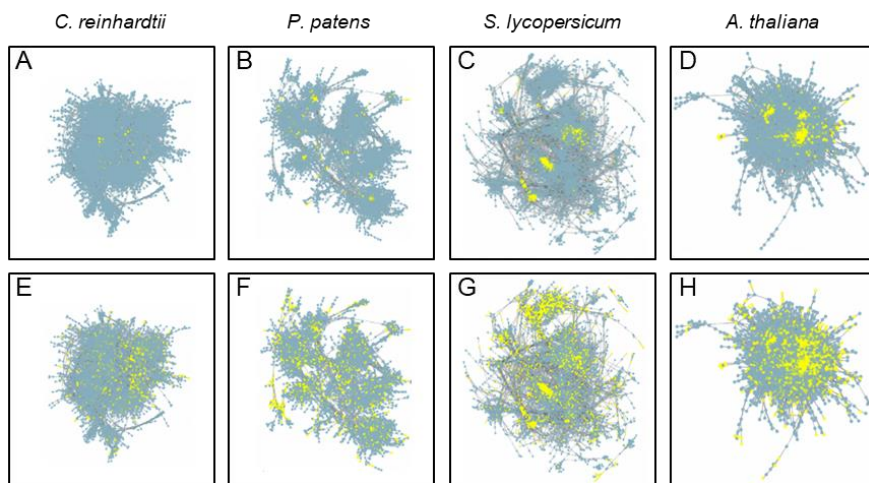 C. reinhardtii P. patens S. lycopersicum A. thaliana
A B C D
E F G H